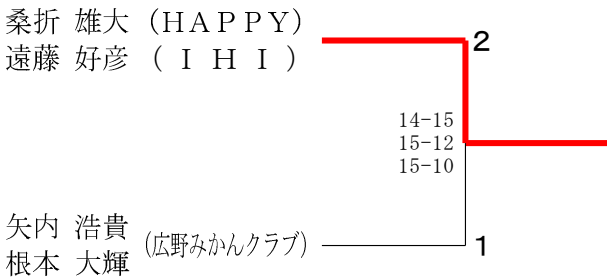 桑折 雄大 (HAPPY)
遠藤 好彦 (IHI)
2
14-15
15-12
15-10
矢内 浩貴
根本 大輝
(広野みかんクラブ)
1